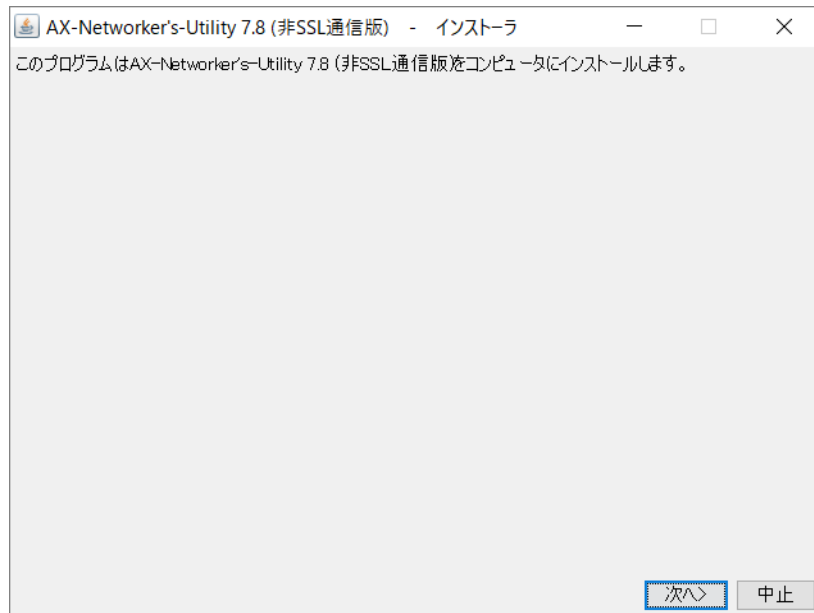 AX-Networker's-Utility 7.8 (非SSL通信版)　-　インストーラ
このプログラムはAX-Networker's-Utility 7.8 (非SSL通信版)をコンピュータにインストールします。
次へ> 中止